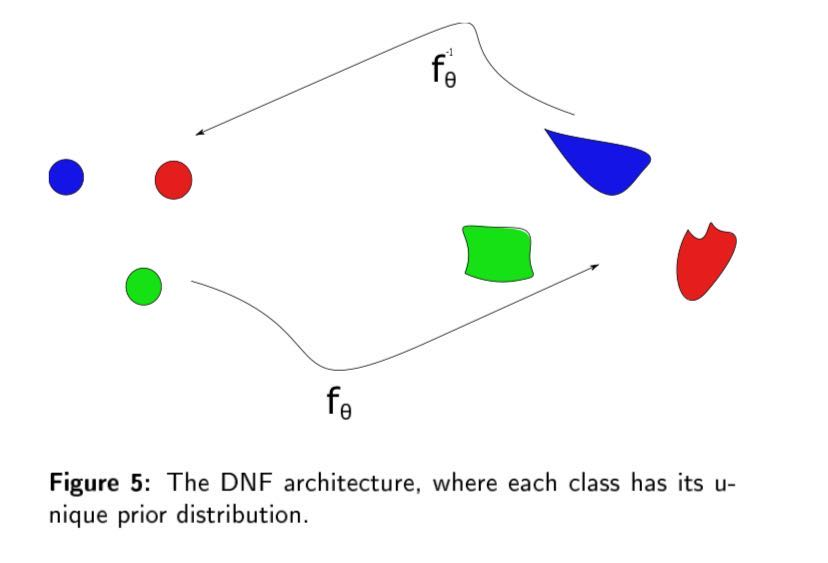 f_θ^-1
f_θ
Figure 5: The DNF architecture, where each class has its u-
nique prior distribution.